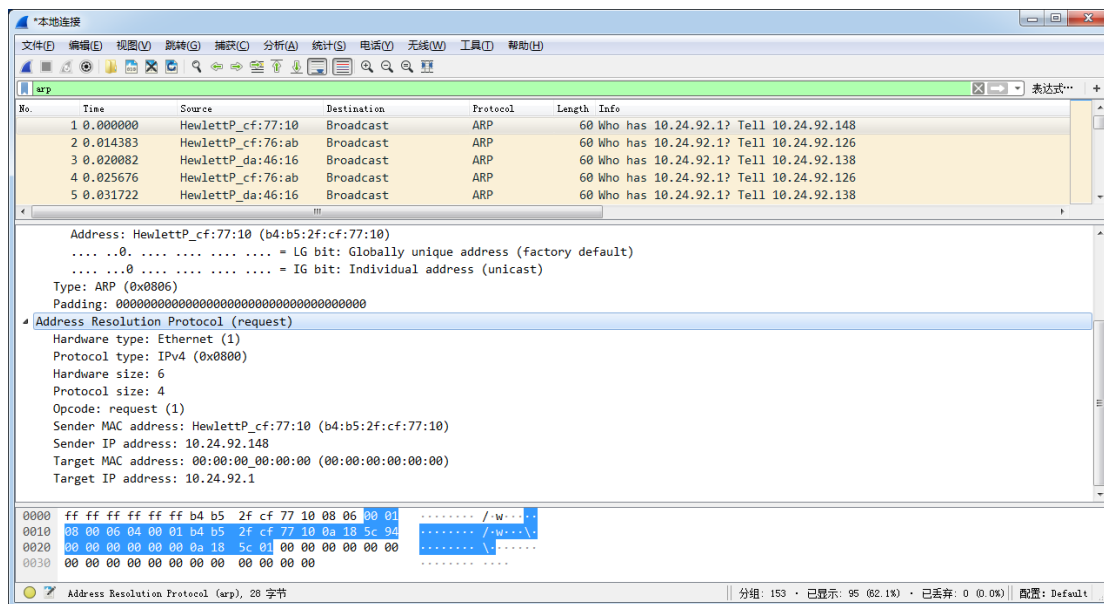 *本地连接
文件(F) 编辑(E) 视图(V) 跳转(G) 捕获(C) 分析(A) 统计(S) 电话(Y) 无线(W) 工具(T) 帮助(H)
arp 表达式… +
No. Time Source Destination Protocol Length Info
1 0.000000 HewlettP_cf:77:10 Broadcast ARP 60 Who has 10.24.92.1? Tell 10.24.92.148
2 0.014383 HewlettP_cf:76:ab Broadcast ARP 60 Who has 10.24.92.1? Tell 10.24.92.126
3 0.020082 HewlettP_da:46:16 Broadcast ARP 60 Who has 10.24.92.1? Tell 10.24.92.138
4 0.025676 HewlettP_cf:76:ab Broadcast ARP 60 Who has 10.24.92.1? Tell 10.24.92.126
5 0.031722 HewlettP_da:46:16 Broadcast ARP 60 Who has 10.24.92.1? Tell 10.24.92.138
Address: HewlettP_cf:77:10 (b4:b5:2f:cf:77:10)
.... ..0. .... .... .... .... = LG bit: Globally unique address (factory default)
.... ...0 .... .... .... .... = IG bit: Individual address (unicast)
Type: ARP (0x0806)
Padding: 000000000000000000000000000000000000
Address Resolution Protocol (request)
Hardware type: Ethernet (1)
Protocol type: IPv4 (0x0800)
Hardware size: 6
Protocol size: 4
Opcode: request (1)
Sender MAC address: HewlettP_cf:77:10 (b4:b5:2f:cf:77:10)
Sender IP address: 10.24.92.148
Target MAC address: 00:00:00_00:00:00 (00:00:00:00:00:00)
Target IP address: 10.24.92.1
0000 ff ff ff ff ff ff b4 b5 2f cf 77 10 08 06 00 01 ········ /·w·····
0010 08 00 06 04 00 01 b4 b5 2f cf 77 10 0a 18 5c 94 ········ /·w···\·
0020 00 00 00 00 00 00 0a 18 5c 01 00 00 00 00 00 00 ········ \·······
0030 00 00 00 00 00 00 00 00 00 00 00 00 ········ ····
Address Resolution Protocol (arp), 28 字节 分组: 153 · 已显示: 95 (62.1%) · 已丢弃: 0 (0.0%) 配置: Default